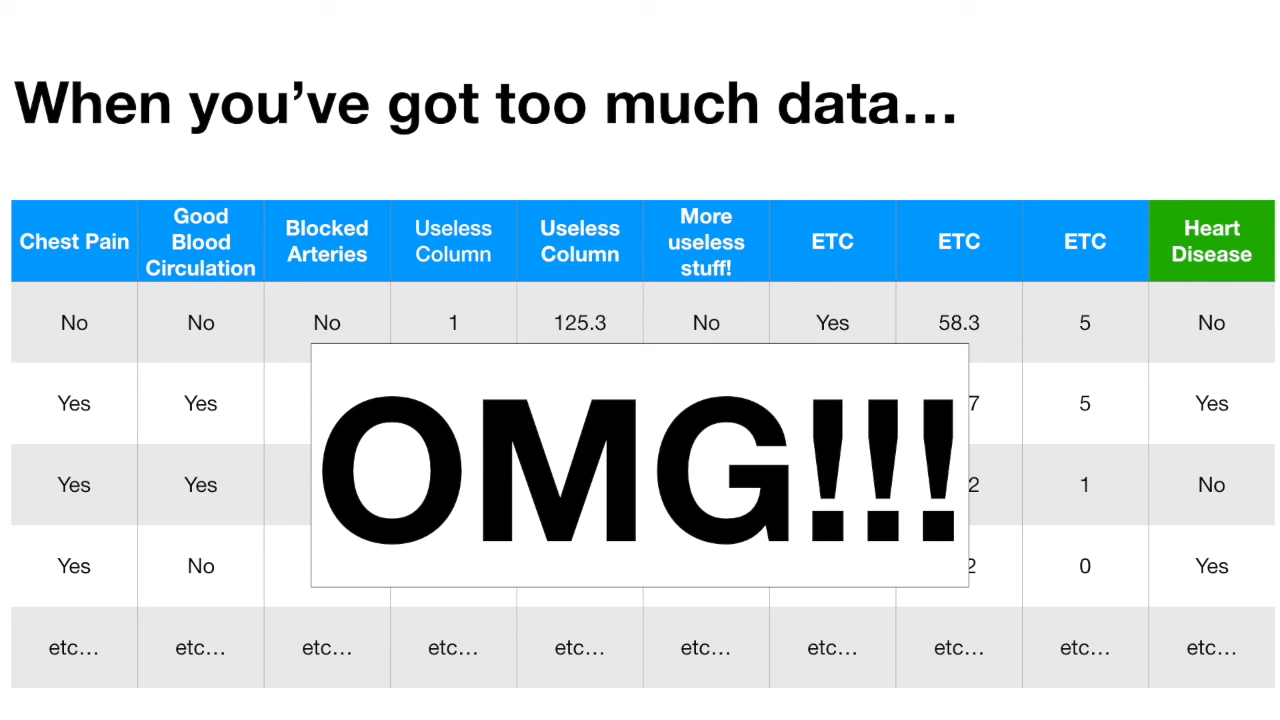 When you’ve got too much data…
Chest Pain
Good
Blood
Circulation
Blocked
Arteries
Useless
Column
Useless
Column
More
useless
stuff!
ETC
ETC
ETC
Heart
Disease
No No No 1 125.3 No Yes 58.3 5 No
Yes Yes 7 5 Yes
Yes Yes 2 1 No
Yes No 2 0 Yes
OMG!!!
etc… etc… etc… etc… etc… etc… etc… etc… etc… etc…